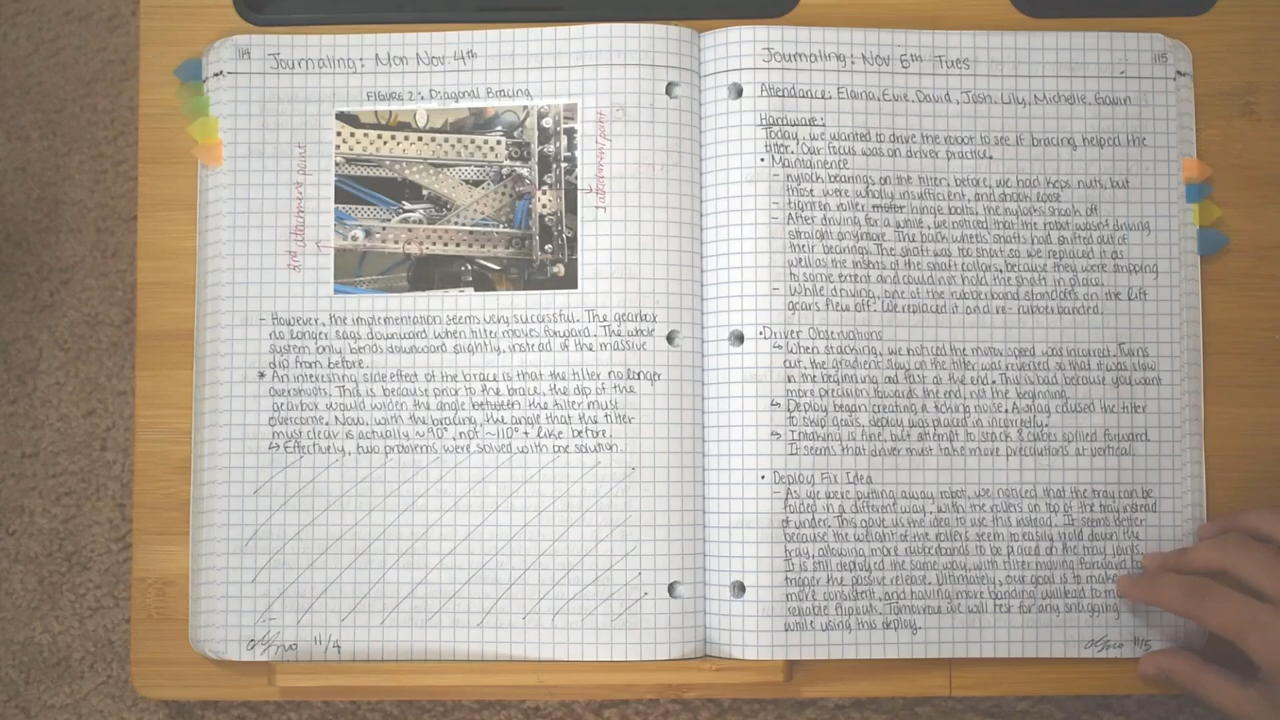 114
Journaling: Mon Nov. 4th
FIGURE 2: Diagonal Bracing
2nd attachment point
1 attachment point
- However, the implementation seems very successful. The gearbox
no longer sags downward when tilter moves forward. The whole
system only bends downward slightly, instead of the massive
dip from before.
* An interesting side effect of the brace is that the tilter no longer
overshoots. This is because prior to the brace, the dip of the
gearbox would widen the angle between the tilter must
overcome. Now, with the bracing, the angle that the tilter
must clear is actually ~90°, not ~110°+ like before.
↳ Effectively, two problems were solved with one solution.
11/4
Journaling: Nov 5th Tues
115
Attendance: Elaina, Evie, David, Josh, Lily, Michelle, Gavin
Hardware:
Today, we wanted to drive the robot to see if bracing helped the
tilter. Our focus was on driver practice.
• Maintainence
- nylock bearings on the tilter, before, we had keps nuts, but
those were wholly insufficient, and shook loose
- tighten roller motor hinge bolts, the nylocks shook off
- After driving for a while, we noticed that the robot wasn't driving
straight anymore. The back wheels' shafts had shifted out of
their bearings. The shaft was too short so we replaced it as
well as the inserts of the shaft collars, because they were stripping
to some extent and could not hold the shaft in place.
- While driving, one of the rubberband standoffs on the lift
gears flew off. We replaced it and re-rubberbanded.
• Driver Observations
↳ When stacking, we noticed the motor speed was incorrect. Turns
out, the gradient slow on the tilter was reversed so that it was slow
in the beginning and fast at the end. This is bad because you want
more precision towards the end, not the beginning.
↳ Deploy began creating a ticking noise. A snag caused the tilter
to skip gears, deploy was placed in incorrectly.
↳ Intaking is fine, but attempt to stack 8 cubes spilled forward.
It seems that driver must take more precautions at vertical.
• Deploy Fix Idea
- As we were putting away robot, we noticed that the tray can be
folded in a different way, with the rollers on top of the tray instead
of under. This gave us the idea to use this instead. It seems better
because the weight of the rollers seem to easily hold down the
tray, allowing more rubberbands to be placed on the tray joints.
It is still deployed the same way, with tilter moving forward to
trigger the passive release. Ultimately, our goal is to make
more consistent, and having more banding will lead to
reliable flipouts. Tomorrow we will test for any snagging
while using this deploy.
11/5